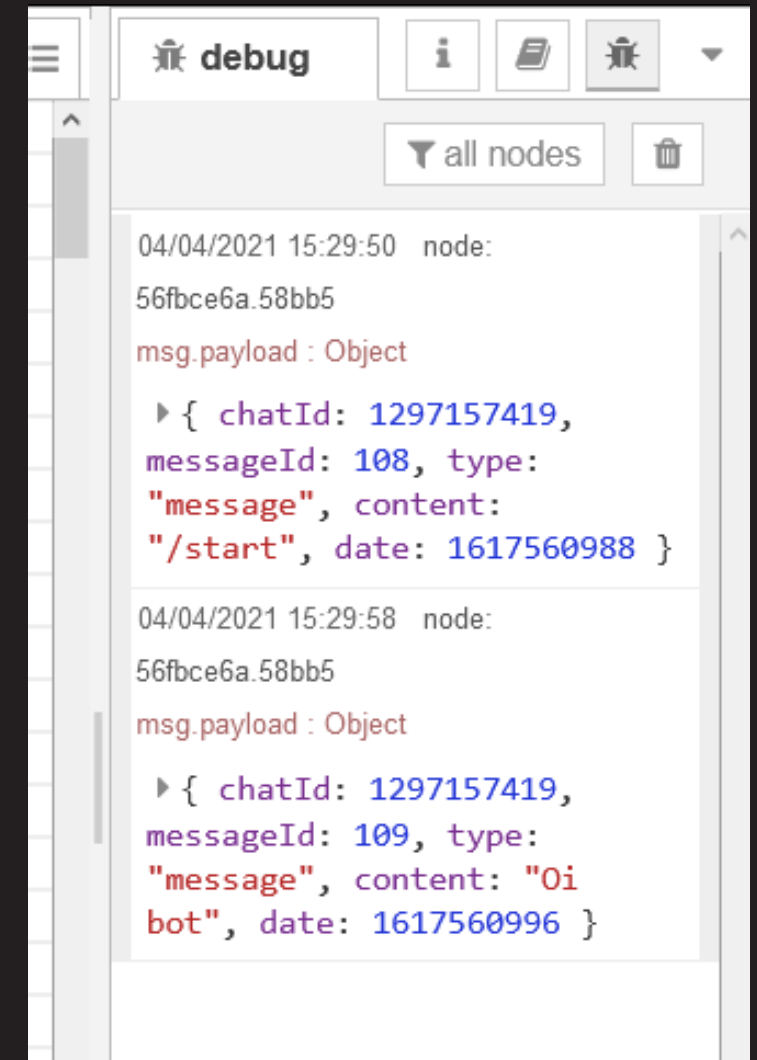 debug
all nodes
04/04/2021 15:29:50 node:
56fbce6a.58bb5
msg.payload : Object
{ chatId: 1297157419,
messageId: 108, type:
"message", content:
"/start", date: 1617560988 }
04/04/2021 15:29:58 node:
56fbce6a.58bb5
msg.payload : Object
{ chatId: 1297157419,
messageId: 109, type:
"message", content: "Oi
bot", date: 1617560996 }